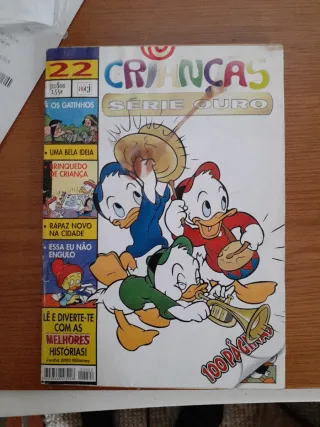 22
CRIANÇAS
SÉRIE OURO
OS GATINHOS
UMA BELA IDEIA
BRINQUEDO
DE CRIANÇA
RAPAZ NOVO
NA CIDADE
ESSA EU NÃO
ENGULO
LÊ E DIVERTE-TE
COM AS
MELHORES
HISTÓRIAS!
100 PÁGINAS